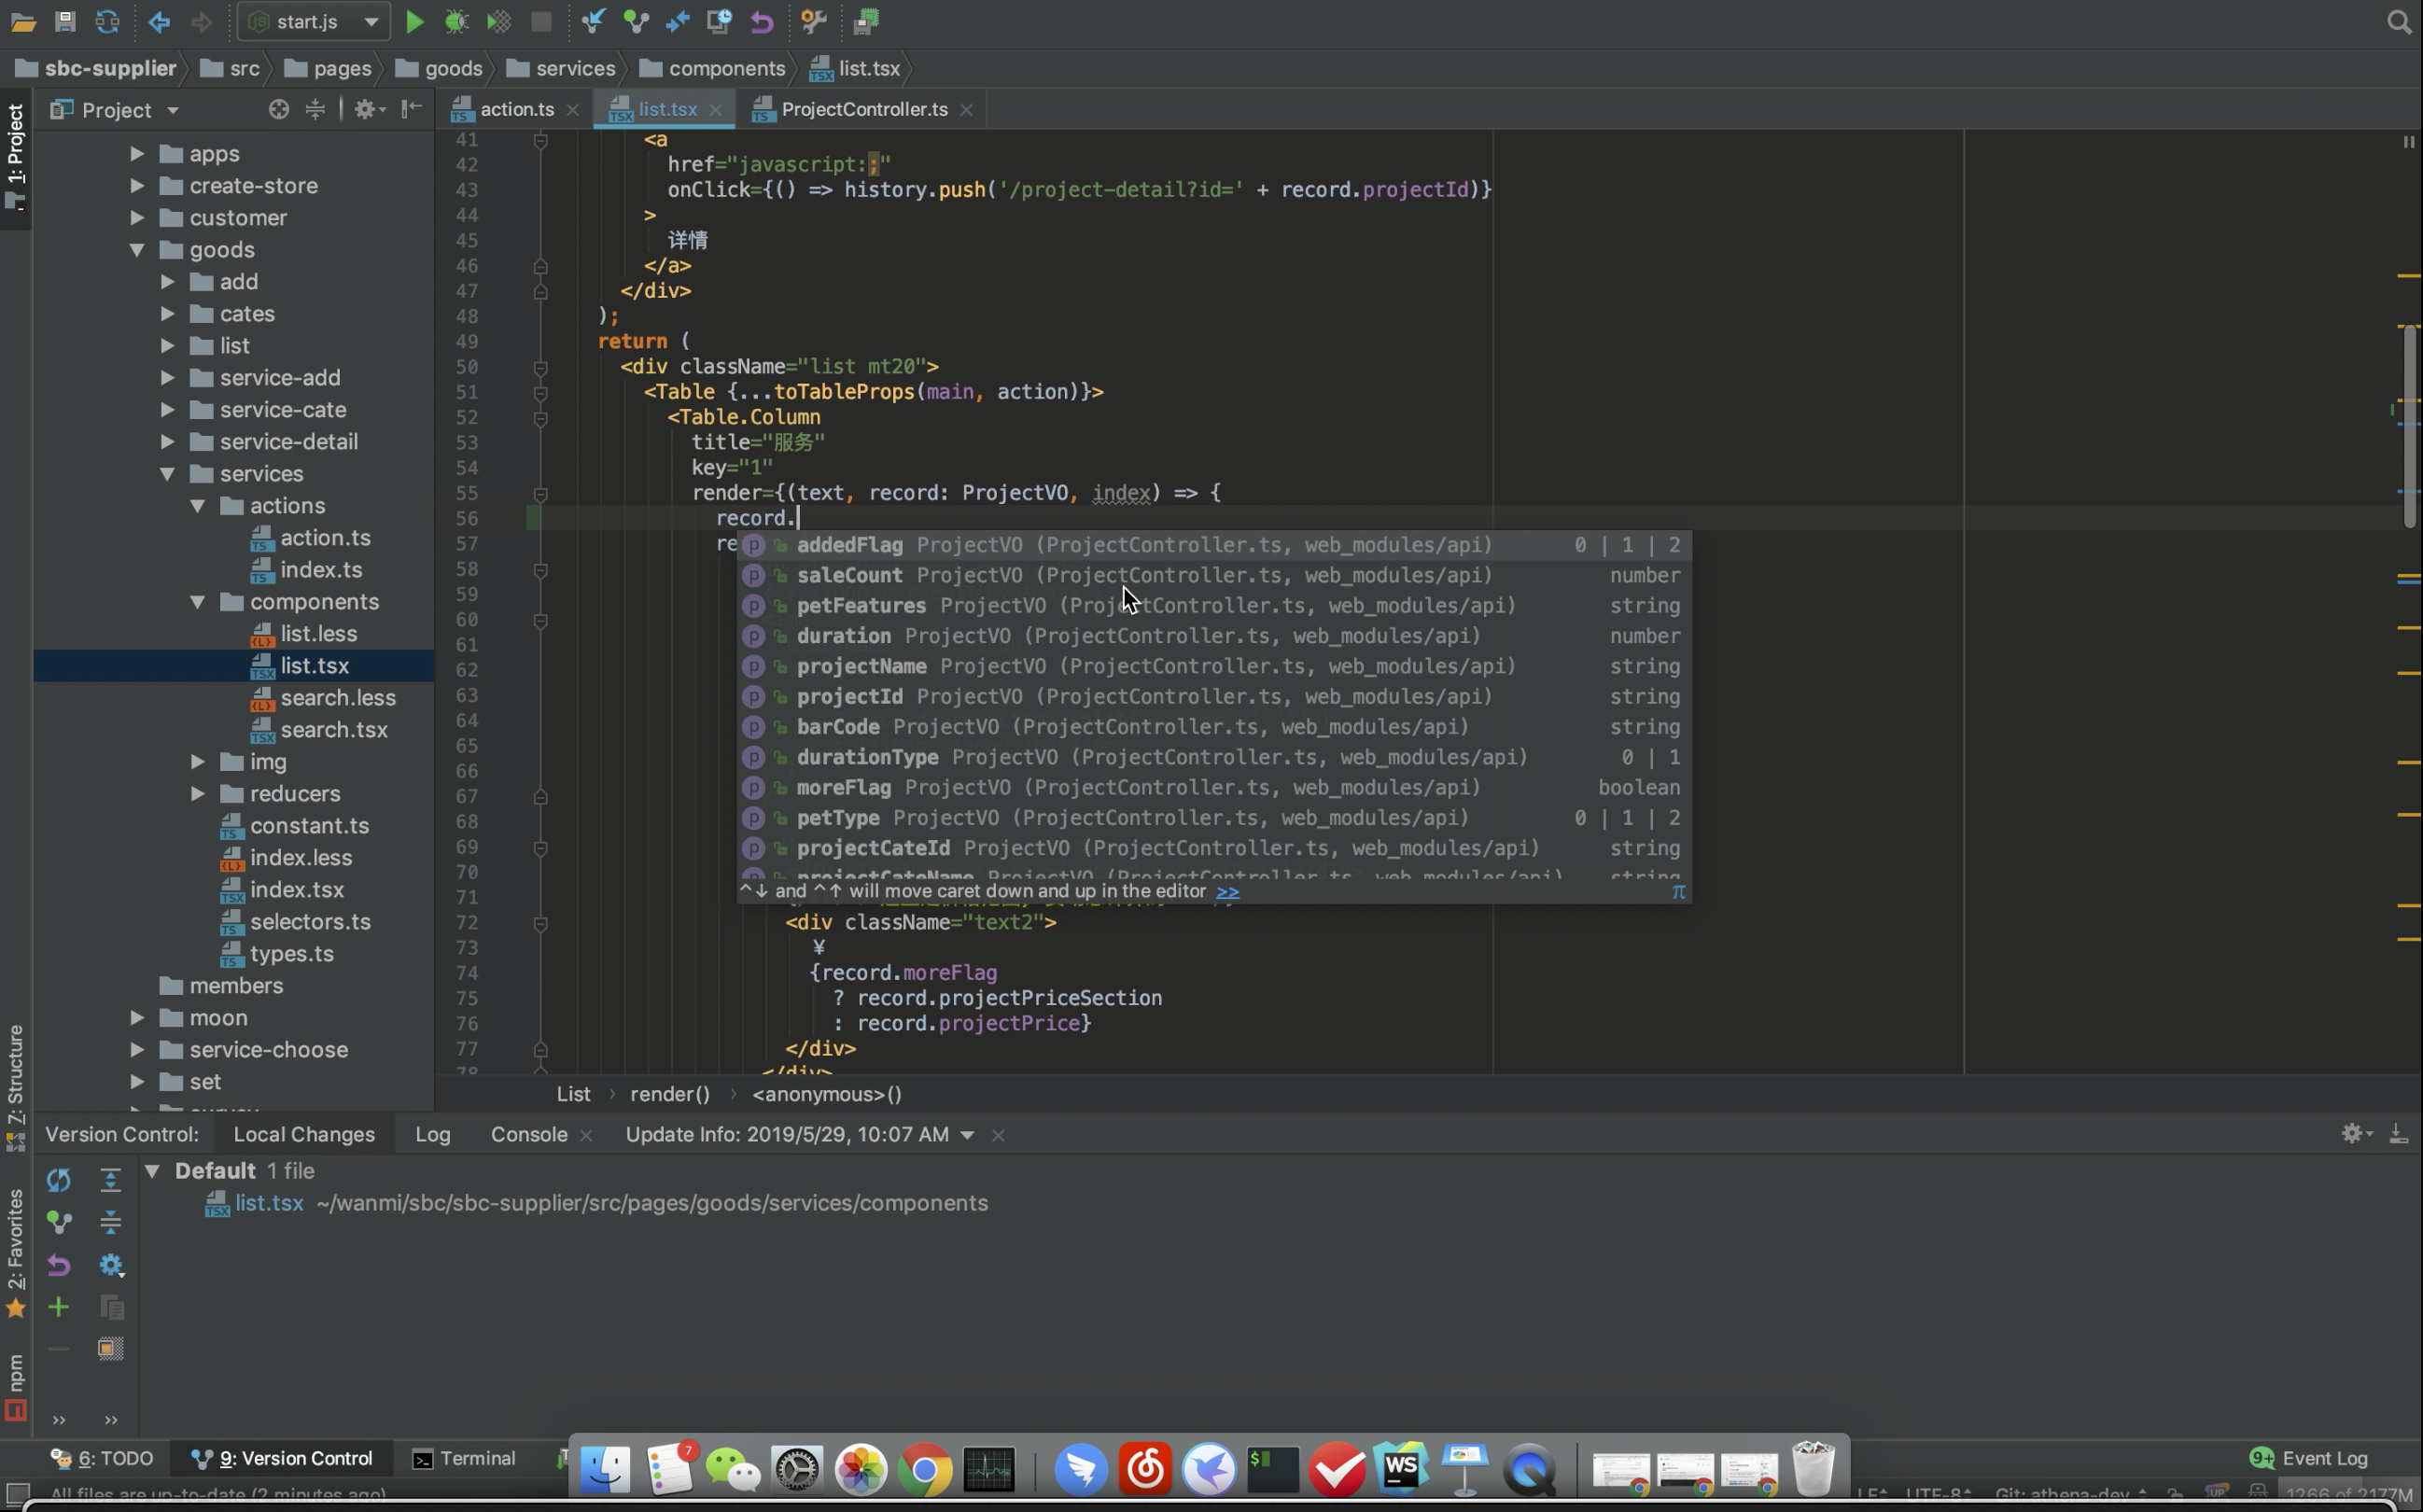 start.js
sbc-supplier src pages goods services components list.tsx
1: Project
Project
action.ts list.tsx ProjectController.ts
apps
create-store
customer
goods
add
cates
list
service-add
service-cate
service-detail
services
actions
action.ts
index.ts
components
list.less
list.tsx
search.less
search.tsx
img
reducers
constant.ts
index.less
index.tsx
selectors.ts
types.ts
members
moon
service-choose
set
41 <a
42 href="javascript:;"
43 onClick={() => history.push('/project-detail?id=' + record.projectId)}
44 >
45 详情
46 </a>
47 </div>
48 );
49 return (
50 <div className="list mt20">
51 <Table {...toTableProps(main, action)}>
52 <Table.Column
53 title="服务"
54 key="1"
55 render={(text, record: ProjectVO, index) => {
56 record.
57 re
58
59
60
61
62
63
64
65
66
67
68
69
70
71
addedFlag ProjectVO (ProjectController.ts, web_modules/api) 0 | 1 | 2
saleCount ProjectVO (ProjectController.ts, web_modules/api) number
petFeatures ProjectVO (ProjectController.ts, web_modules/api) string
duration ProjectVO (ProjectController.ts, web_modules/api) number
projectName ProjectVO (ProjectController.ts, web_modules/api) string
projectId ProjectVO (ProjectController.ts, web_modules/api) string
barCode ProjectVO (ProjectController.ts, web_modules/api) string
durationType ProjectVO (ProjectController.ts, web_modules/api) 0 | 1
moreFlag ProjectVO (ProjectController.ts, web_modules/api) boolean
petType ProjectVO (ProjectController.ts, web_modules/api) 0 | 1 | 2
projectCateId ProjectVO (ProjectController.ts, web_modules/api) string
projectCateName ProjectVO (ProjectController.ts, web_modules/api) string
^↓ and ^↑ will move caret down and up in the editor >> π
72 <div className="text2">
73 ¥
74 {record.moreFlag
75 ? record.projectPriceSection
76 : record.projectPrice}
77 </div>
78 </div>
List › render() › <anonymous>()
Z: Structure
2: Favorites
npm
Version Control: Local Changes Log Console Update Info: 2019/5/29, 10:07 AM
Default 1 file
list.tsx ~/wanmi/sbc/sbc-supplier/src/pages/goods/services/components
6: TODO 9: Version Control Terminal
7
WS
9+ Event Log
All files are up-to-date (2 minutes ago)
UTF-8 Git: athena-dev 1266 of 2177M